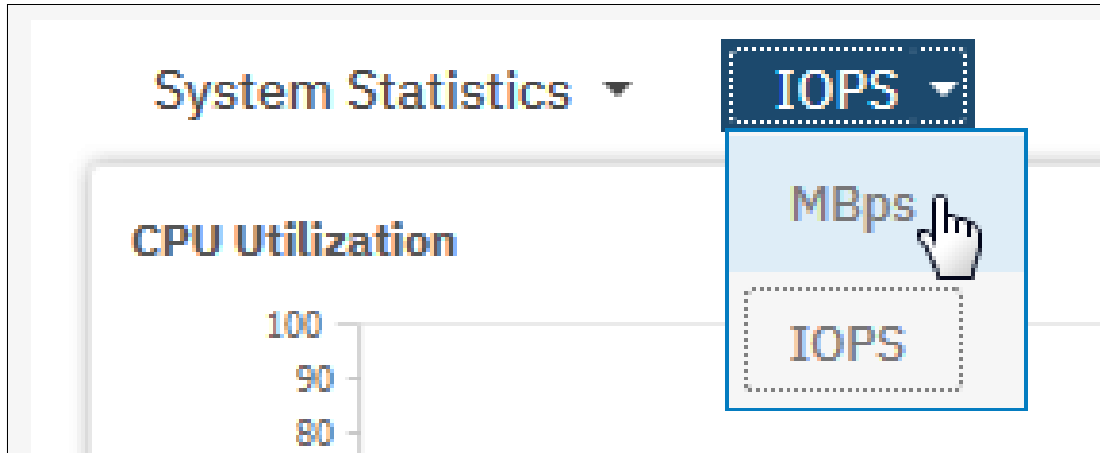 System Statistics
IOPS
MBps
CPU Utilization
IOPS
100
90
80